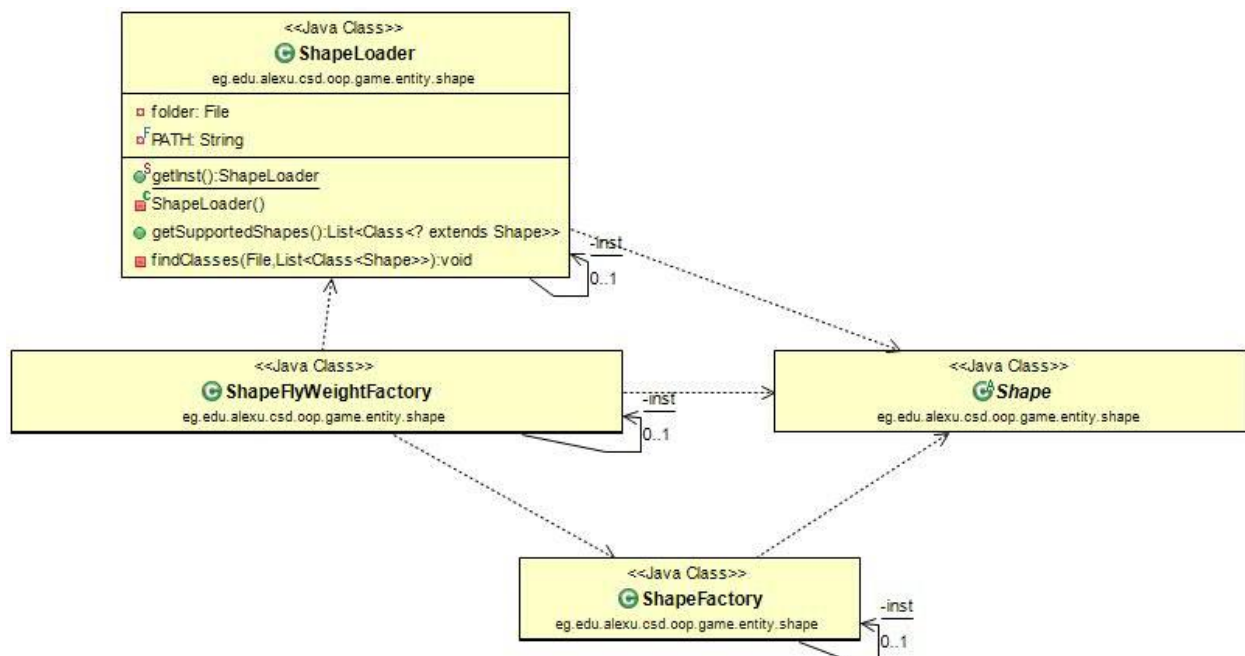 <<Java Class>>
ShapeLoader
eg.edu.alexu.csd.oop.game.entity.shape
folder: File
PATH: String
getInst():ShapeLoader
ShapeLoader()
getSupportedShapes():List<Class<? extends Shape>>
findClasses(File,List<Class<Shape>>):void
-inst
0..1
<<Java Class>>
ShapeFlyWeightFactory
eg.edu.alexu.csd.oop.game.entity.shape
-inst
0..1
<<Java Class>>
Shape
eg.edu.alexu.csd.oop.game.entity.shape
<<Java Class>>
ShapeFactory
eg.edu.alexu.csd.oop.game.entity.shape
-inst
0..1